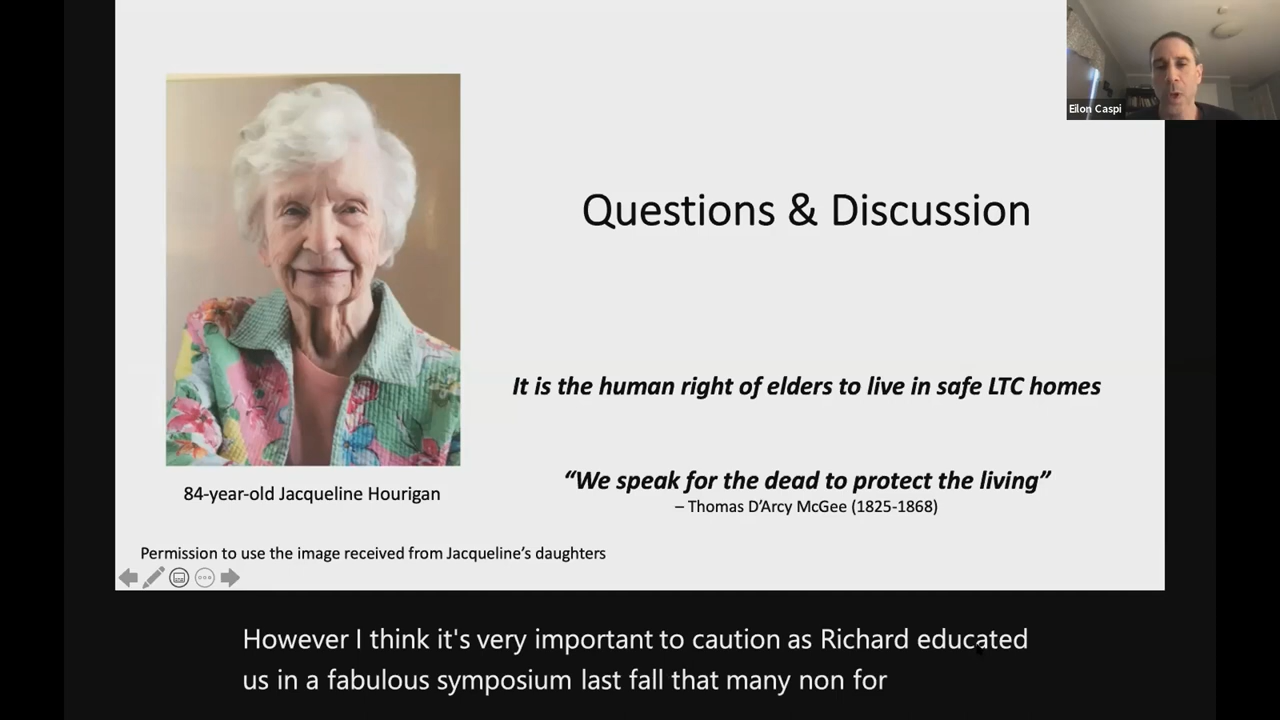 Eilon Caspi
Questions & Discussion
It is the human right of elders to live in safe LTC homes
“We speak for the dead to protect the living”
– Thomas D’Arcy McGee (1825-1868)
84-year-old Jacqueline Hourigan
Permission to use the image received from Jacqueline’s daughters
However I think it's very important to caution as Richard educated
us in a fabulous symposium last fall that many non for